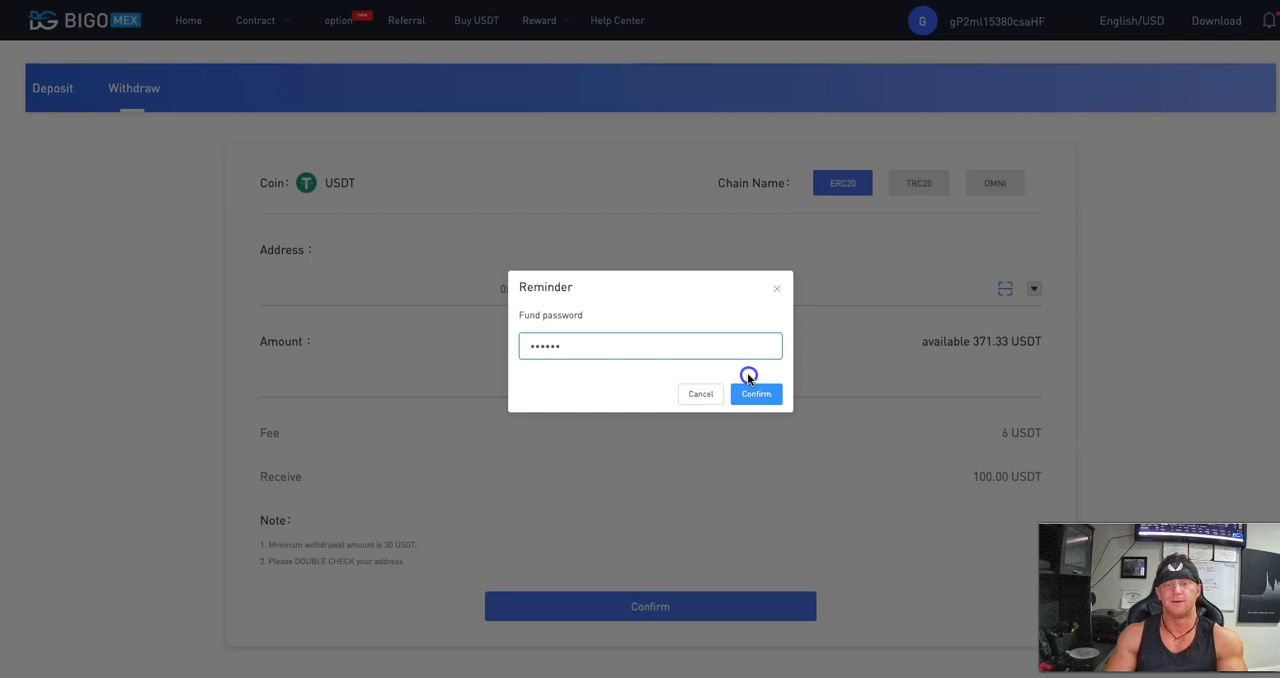 BIGO MEX Home Contract option new Referral Buy USDT Reward Help Center G gP2ml15380csaHF English/USD Download
Deposit Withdraw
Coin: USDT Chain Name: ERC20 TRC20 OMNI
Address :
0
Reminder
Fund password
••••••
Cancel Confirm
Amount : available 371.33 USDT
Fee 6 USDT
Receive 100.00 USDT
Note:
1. Minimum withdrawal amount is 30 USDT.
2. Please DOUBLE CHECK your address.
Confirm